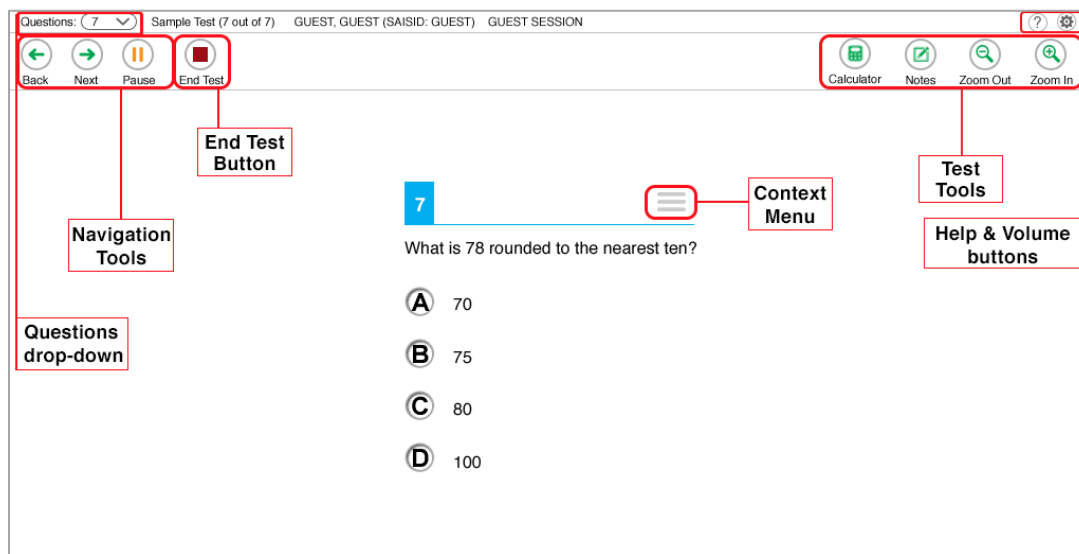 Questions: 7 Sample Test (7 out of 7) GUEST, GUEST (SAISID: GUEST) GUEST SESSION ?
Back Next Pause End Test Calculator Notes Zoom Out Zoom In
End Test
Button
Test
Tools
Context
Menu
7
Navigation
Tools
Help & Volume
buttons
What is 78 rounded to the nearest ten?
A 70
Questions
drop-down
B 75
C 80
D 100